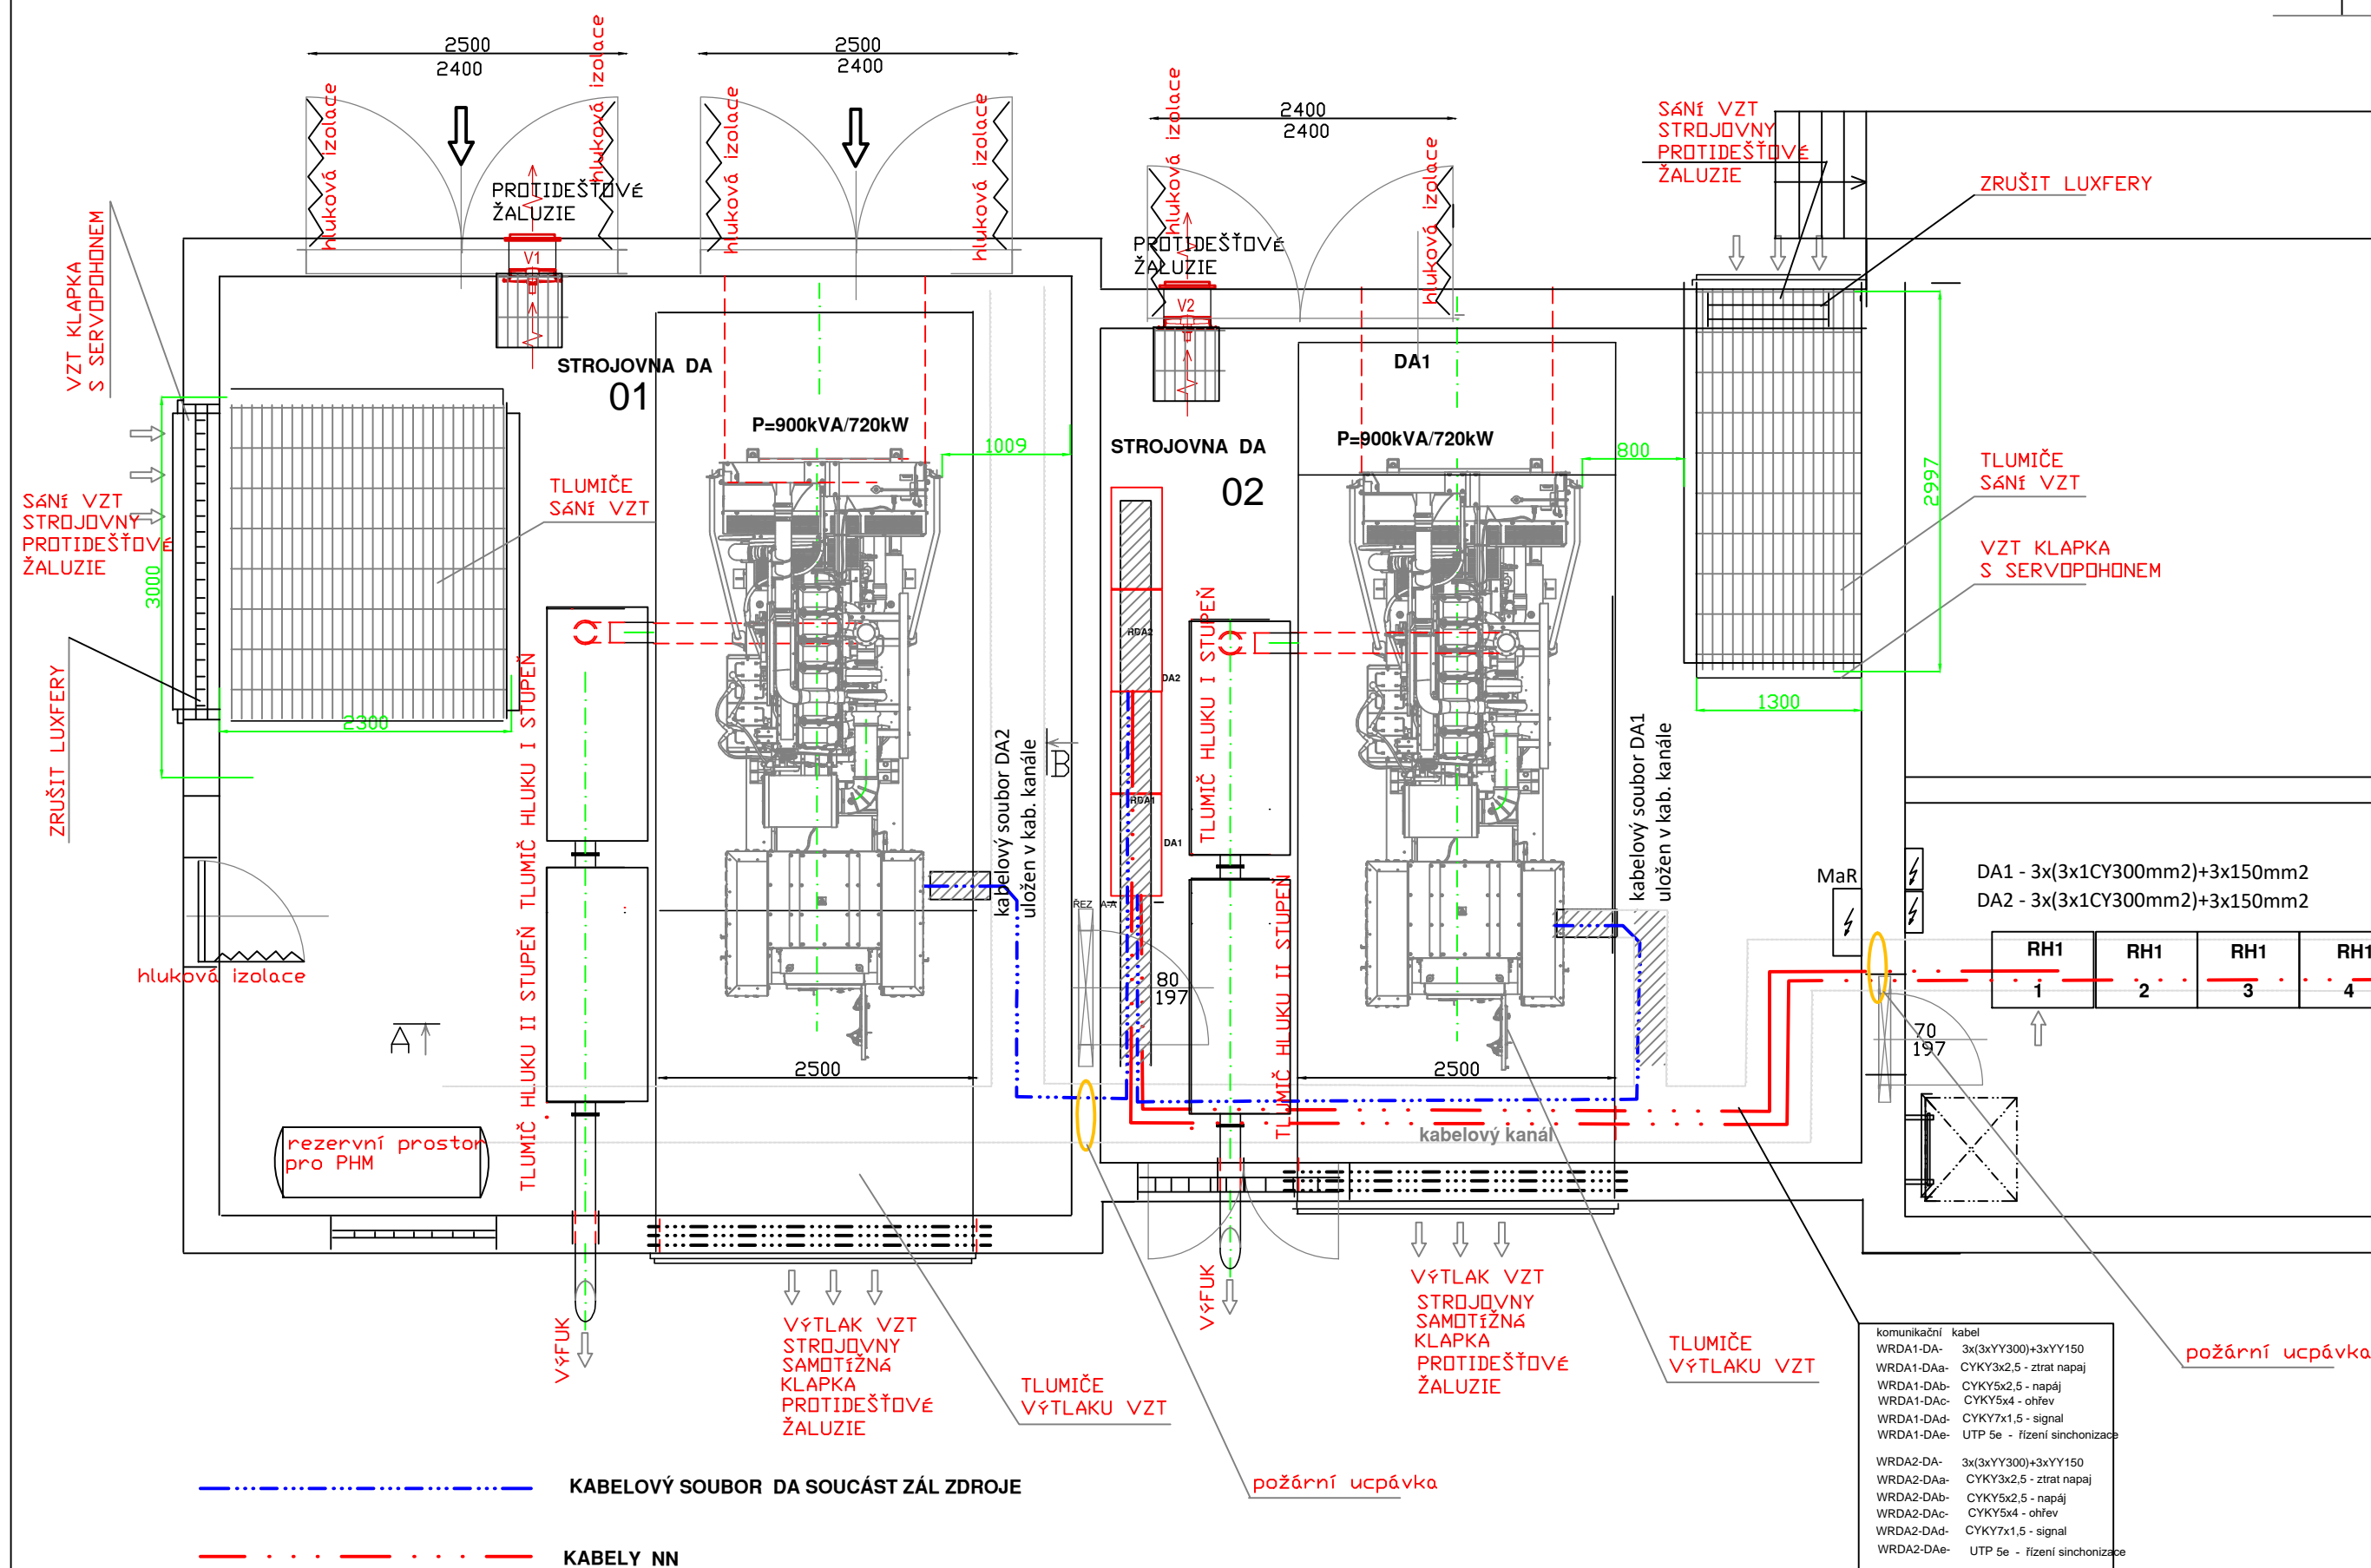 2500
2400
2500
2400
2400
2400
hluková izolace
hluková izolace
hluková izolace
hluková izolace
hluková izolace
hluková izolace
PROTIDEŠŤOVÉ
ŽALUZIE
PROTIDEŠŤOVÉ
ŽALUZIE
V1
V2
SÁNÍ VZT
STROJOVNY
PROTIDEŠŤOVÉ
ŽALUZIE
ZRUŠIT LUXFERY
VZT KLAPKA
S SERVOPOHONEM
STROJOVNA DA
01
P=900kVA/720kW
1009
STROJOVNA DA
02
DA1
P=900kVA/720kW
800
2997
TLUMIČE
SÁNÍ VZT
TLUMIČE
SÁNÍ VZT
VZT KLAPKA
S SERVOPOHONEM
SÁNÍ VZT
STROJOVNY
PROTIDEŠŤOVÉ
ŽALUZIE
3000
2300
1300
ZRUŠIT LUXFERY
TLUMIČ HLUKU I STUPEŇ
TLUMIČ HLUKU II STUPEŇ
TLUMIČ HLUKU I STUPEŇ
TLUMIČ HLUKU II STUPEŇ
RDA2
DA2
RDA1
DA1
kabelový soubor DA2
uložen v kab. kanále
B
kabelový soubor DA1
uložen v kab. kanále
MaR
DA1 - 3x(3x1CY300mm2)+3x150mm2
DA2 - 3x(3x1CY300mm2)+3x150mm2
RH1
1
RH1
2
RH1
3
RH1
4
ŘEZ A-A
80
197
70
197
hluková izolace
A
2500
2500
rezervní prostor
pro PHM
kabelový kanál
VÝFUK
VÝFUK
VÝTLAK VZT
STROJOVNY
SAMOTÍŽNÁ
KLAPKA
PROTIDEŠŤOVÉ
ŽALUZIE
TLUMIČE
VÝTLAKU VZT
VÝTLAK VZT
STROJOVNY
SAMOTÍŽNÁ
KLAPKA
PROTIDEŠŤOVÉ
ŽALUZIE
TLUMIČE
VÝTLAKU VZT
požární ucpávka
požární ucpávka
komunikační kabel
WRDA1-DA- 3x(3xYY300)+3xYY150
WRDA1-DAa- CYKY3x2,5 - ztrat napaj
WRDA1-DAb- CYKY5x2,5 - napáj
WRDA1-DAc- CYKY5x4 - ohřev
WRDA1-DAd- CYKY7x1,5 - signal
WRDA1-DAe- UTP 5e - řízení sinchonizace
WRDA2-DA- 3x(3xYY300)+3xYY150
WRDA2-DAa- CYKY3x2,5 - ztrat napaj
WRDA2-DAb- CYKY5x2,5 - napáj
WRDA2-DAc- CYKY5x4 - ohřev
WRDA2-DAd- CYKY7x1,5 - signal
WRDA2-DAe- UTP 5e - řízení sinchonizace
KABELOVÝ SOUBOR DA SOUCÁST ZÁL ZDROJE
KABELY NN